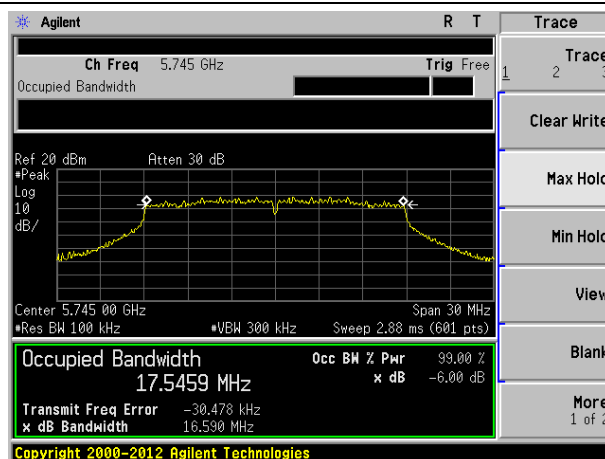 Agilent R T Trace
Ch Freq 5.745 GHz Trig Free
Occupied Bandwidth
Trace
1 2 3
Clear Write
Max Hold
Min Hold
View
Blank
More
1 of 2
Ref 20 dBm Atten 30 dB
#Peak
Log
10
dB/
Center 5.745 00 GHz Span 30 MHz
#Res BW 100 kHz #VBW 300 kHz Sweep 2.88 ms (601 pts)
Occupied Bandwidth Occ BW % Pwr 99.00 %
17.5459 MHz x dB -6.00 dB
Transmit Freq Error -30.478 kHz
x dB Bandwidth 16.590 MHz
Copyright 2000-2012 Agilent Technologies